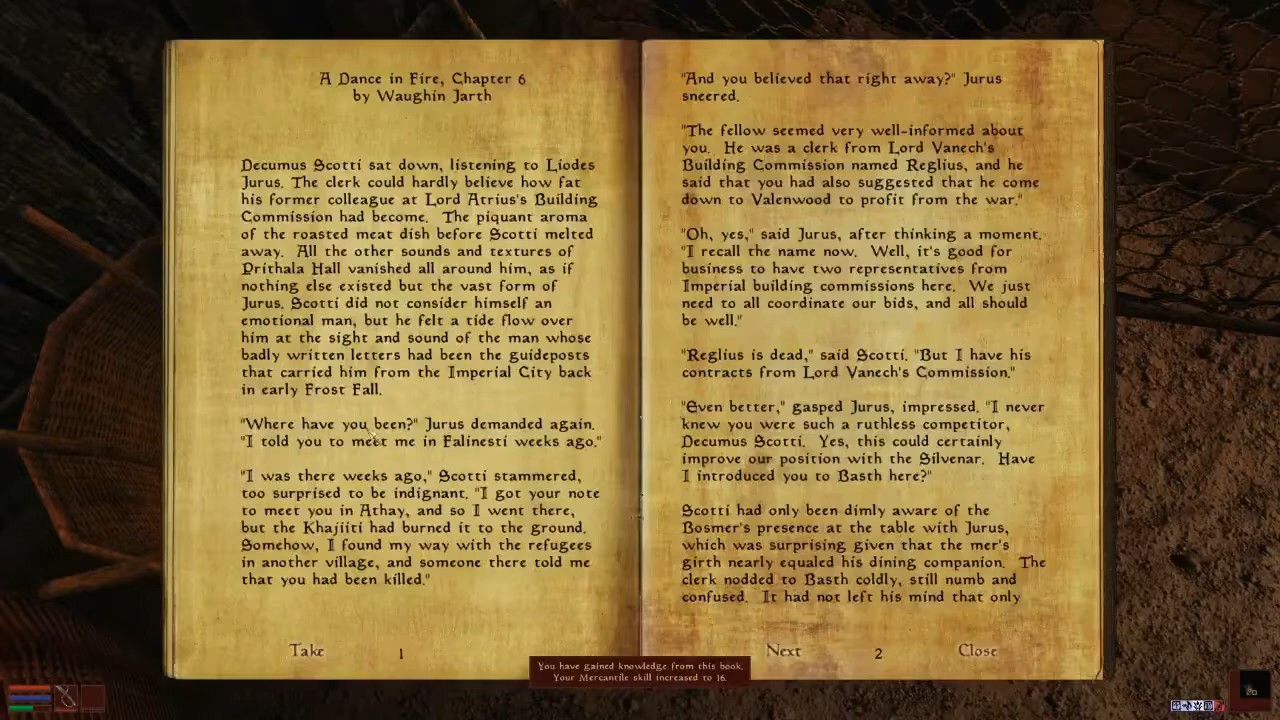 A Dance in Fire, Chapter 6
by Waughin Jarth
Decumus Scotti sat down, listening to Liodes
Jurus. The clerk could hardly believe how fat
his former colleague at Lord Atrius's Building
Commission had become. The piquant aroma
of the roasted meat dish before Scotti melted
away. All the other sounds and textures of
Prithala Hall vanished all around him, as if
nothing else existed but the vast form of
Jurus. Scotti did not consider himself an
emotional man, but he felt a tide flow over
him at the sight and sound of the man whose
badly written letters had been the guideposts
that carried him from the Imperial City back
in early Frost Fall.
"Where have you been?" Jurus demanded again.
"I told you to meet me in Falinesti weeks ago."
"I was there weeks ago," Scotti stammered,
too surprised to be indignant. "I got your note
to meet you in Athay, and so I went there,
but the Khajiiti had burned it to the ground.
Somehow, I found my way with the refugees
in another village, and someone there told me
that you had been killed."
Take
1
"And you believed that right away?" Jurus
sneered.
"The fellow seemed very well-informed about
you. He was a clerk from Lord Vanech's
Building Commission named Reglius, and he
said that you had also suggested that he come
down to Valenwood to profit from the war."
"Oh, yes," said Jurus, after thinking a moment.
"I recall the name now. Well, it's good for
business to have two representatives from
Imperial building commissions here. We just
need to all coordinate our bids, and all should
be well."
"Reglius is dead," said Scotti. "But I have his
contracts from Lord Vanech's Commission."
"Even better," gasped Jurus, impressed. "I never
knew you were such a ruthless competitor,
Decumus Scotti. Yes, this could certainly
improve our position with the Silvenar. Have
I introduced you to Basth here?"
Scotti had only been dimly aware of the
Bosmer's presence at the table with Jurus,
which was surprising given that the mer's
girth nearly equaled his dining companion. The
clerk nodded to Basth coldly, still numb and
confused. It had not left his mind that only
Next
2
Close
You have gained knowledge from this book.
Your Mercantile skill increased to 16.